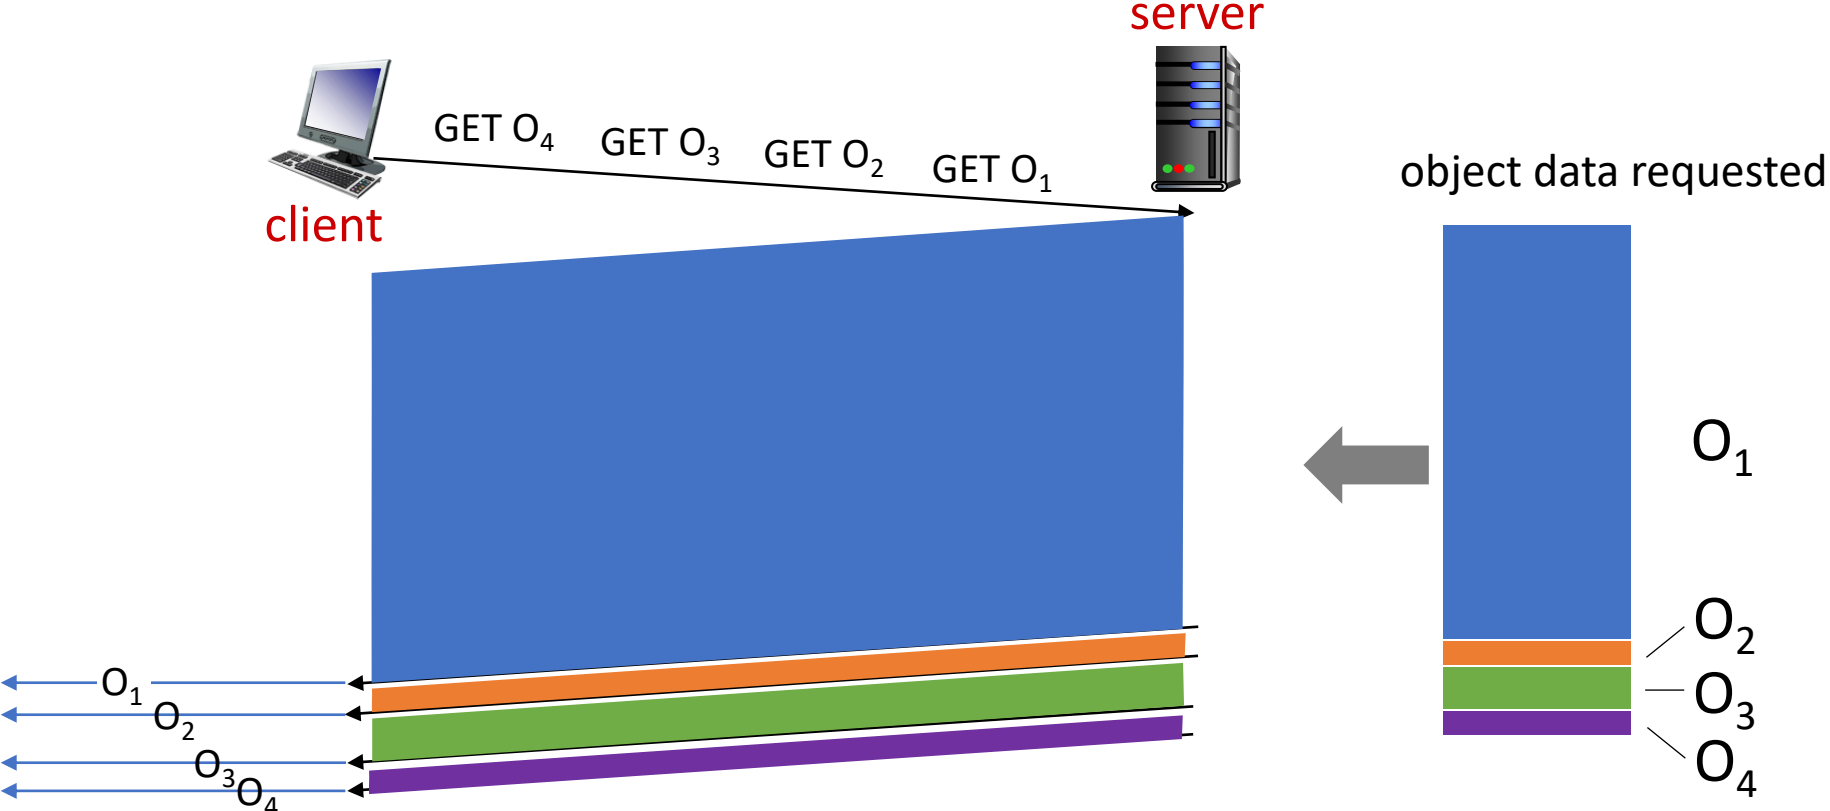 server
GET O₄
GET O₃
GET O₂
GET O₁
object data requested
client
O₁
O₂
O₁
O₃
O₂
O₃
O₄
O₄